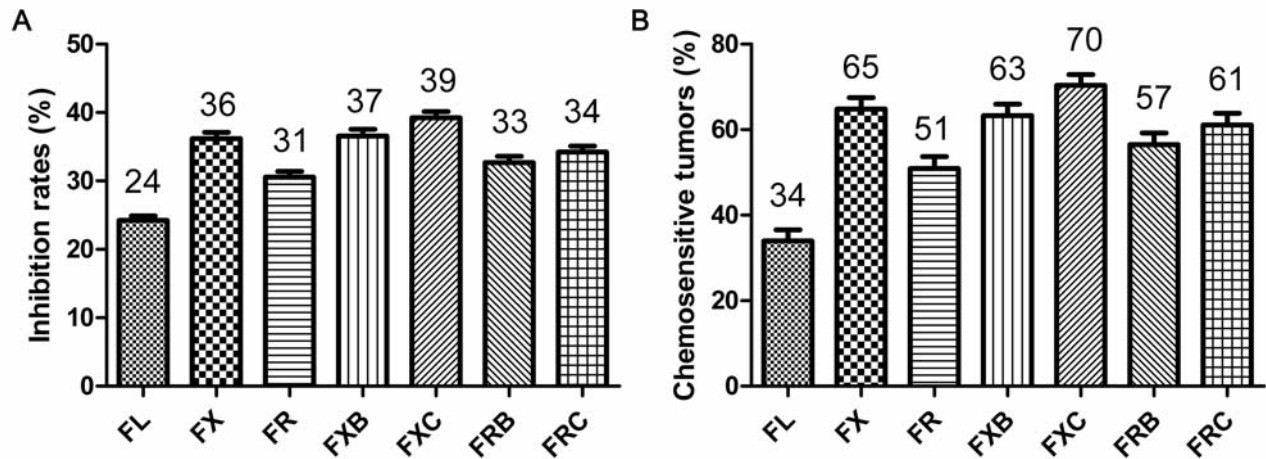 A
Inhibition rates (%)
50
40
30
20
10
0
24
36
31
37
39
33
34
FL
FX
FR
FXB
FXC
FRB
FRC
B
Chemosensitive tumors (%)
80
60
40
20
0
34
65
51
63
70
57
61
FL
FX
FR
FXB
FXC
FRB
FRC